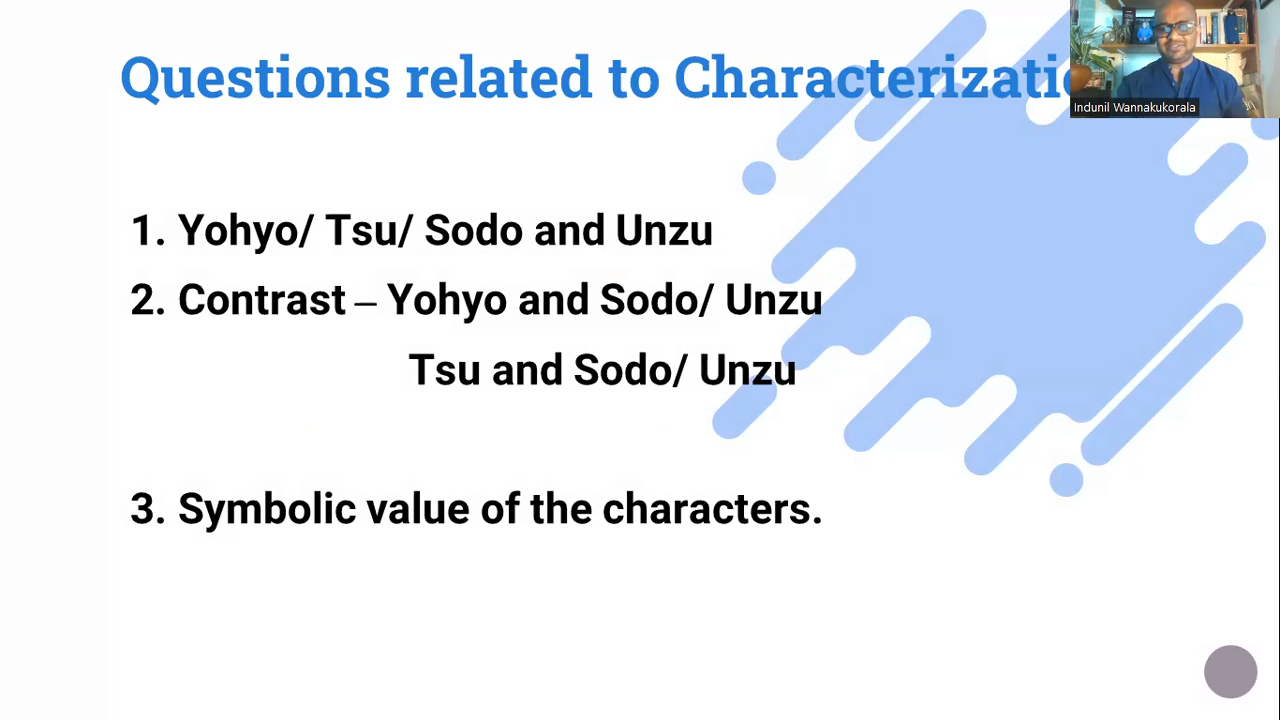 Questions related to Characterizatio
Indunil Wannakukorala
1. Yohyo/ Tsu/ Sodo and Unzu
2. Contrast – Yohyo and Sodo/ Unzu
Tsu and Sodo/ Unzu
3. Symbolic value of the characters.